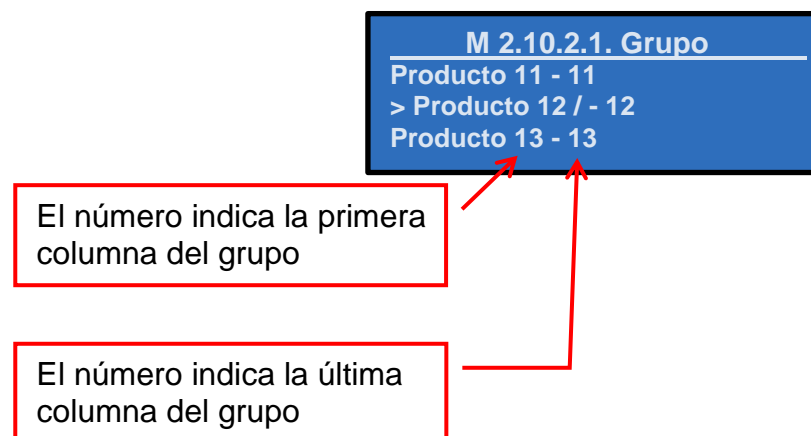 M 2.10.2.1. Grupo
Producto 11 - 11
> Producto 12 / - 12
Producto 13 - 13
El número indica la primera
columna del grupo
El número indica la última
columna del grupo